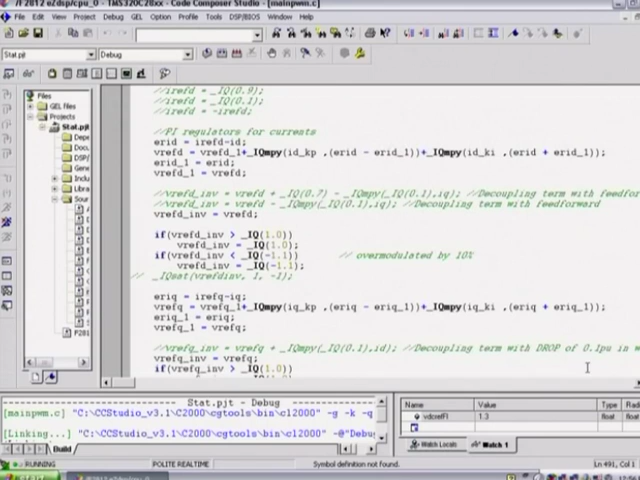 /F2812 eZdsp/cpu_0 - TMS320C28xx - Code Composer Studio - [mainpwm.c]
File Edit View Project Debug GEL Option Profile Tools DSP/BIOS Window Help
Stat.pjt Debug
Files
GEL files
Projects
Stat.pjt
Depe
Docu
DSP/
Gene
Inclu
Libra
Sour
//irefd = _IQ(0.9);
//irefd = _IQ(0.1);
//irefd = -irefd;
//PI regulators for currents
erid = irefd-id;
vrefd = vrefd_1+_IQmpy(id_kp ,(erid - erid_1))+_IQmpy(id_ki ,(erid + erid_1));
erid_1 = erid;
vrefd_1 = vrefd;
//vrefd_inv = vrefd + _IQ(0.7) - _IQmpy(_IQ(0.1),iq); //Decoupling term with feedfor
//vrefd_inv = vrefd - _IQmpy(_IQ(0.1),iq); //Decoupling term with feedforward
vrefd_inv = vrefd;
if(vrefd_inv > _IQ(1.0))
vrefd_inv = _IQ(1.0);
if(vrefd_inv < _IQ(-1.1)) // overmodulated by 10%
vrefd_inv = _IQ(-1.1);
// _IQsat(vrefdinv, 1, -1);
eriq = irefq-iq;
vrefq = vrefq_1+_IQmpy(iq_kp ,(eriq - eriq_1))+_IQmpy(iq_ki ,(eriq + eriq_1));
eriq_1 = eriq;
vrefq_1 = vrefq;
//vrefq_inv = vrefq + _IQmpy(_IQ(0.1),id); //Decoupling term with DROP of 0.1pu in w
vrefq_inv = vrefq;
if(vrefq_inv > _IQ(1.0))
Stat.pjt - Debug
[mainpwm.c] "C:\CCStudio_v3.1\C2000\cgtools\bin\cl2000" -g -k -q
[Linking...] "C:\CCStudio_v3.1\C2000\cgtools\bin\cl2000" -@"Debu
Build
Name Value Type Radi
vdcrefl 1.3 float float
Watch Locals Watch 1
RUNNING POLITE REALTIME Symbol definition not found. Ln 491, Col 1